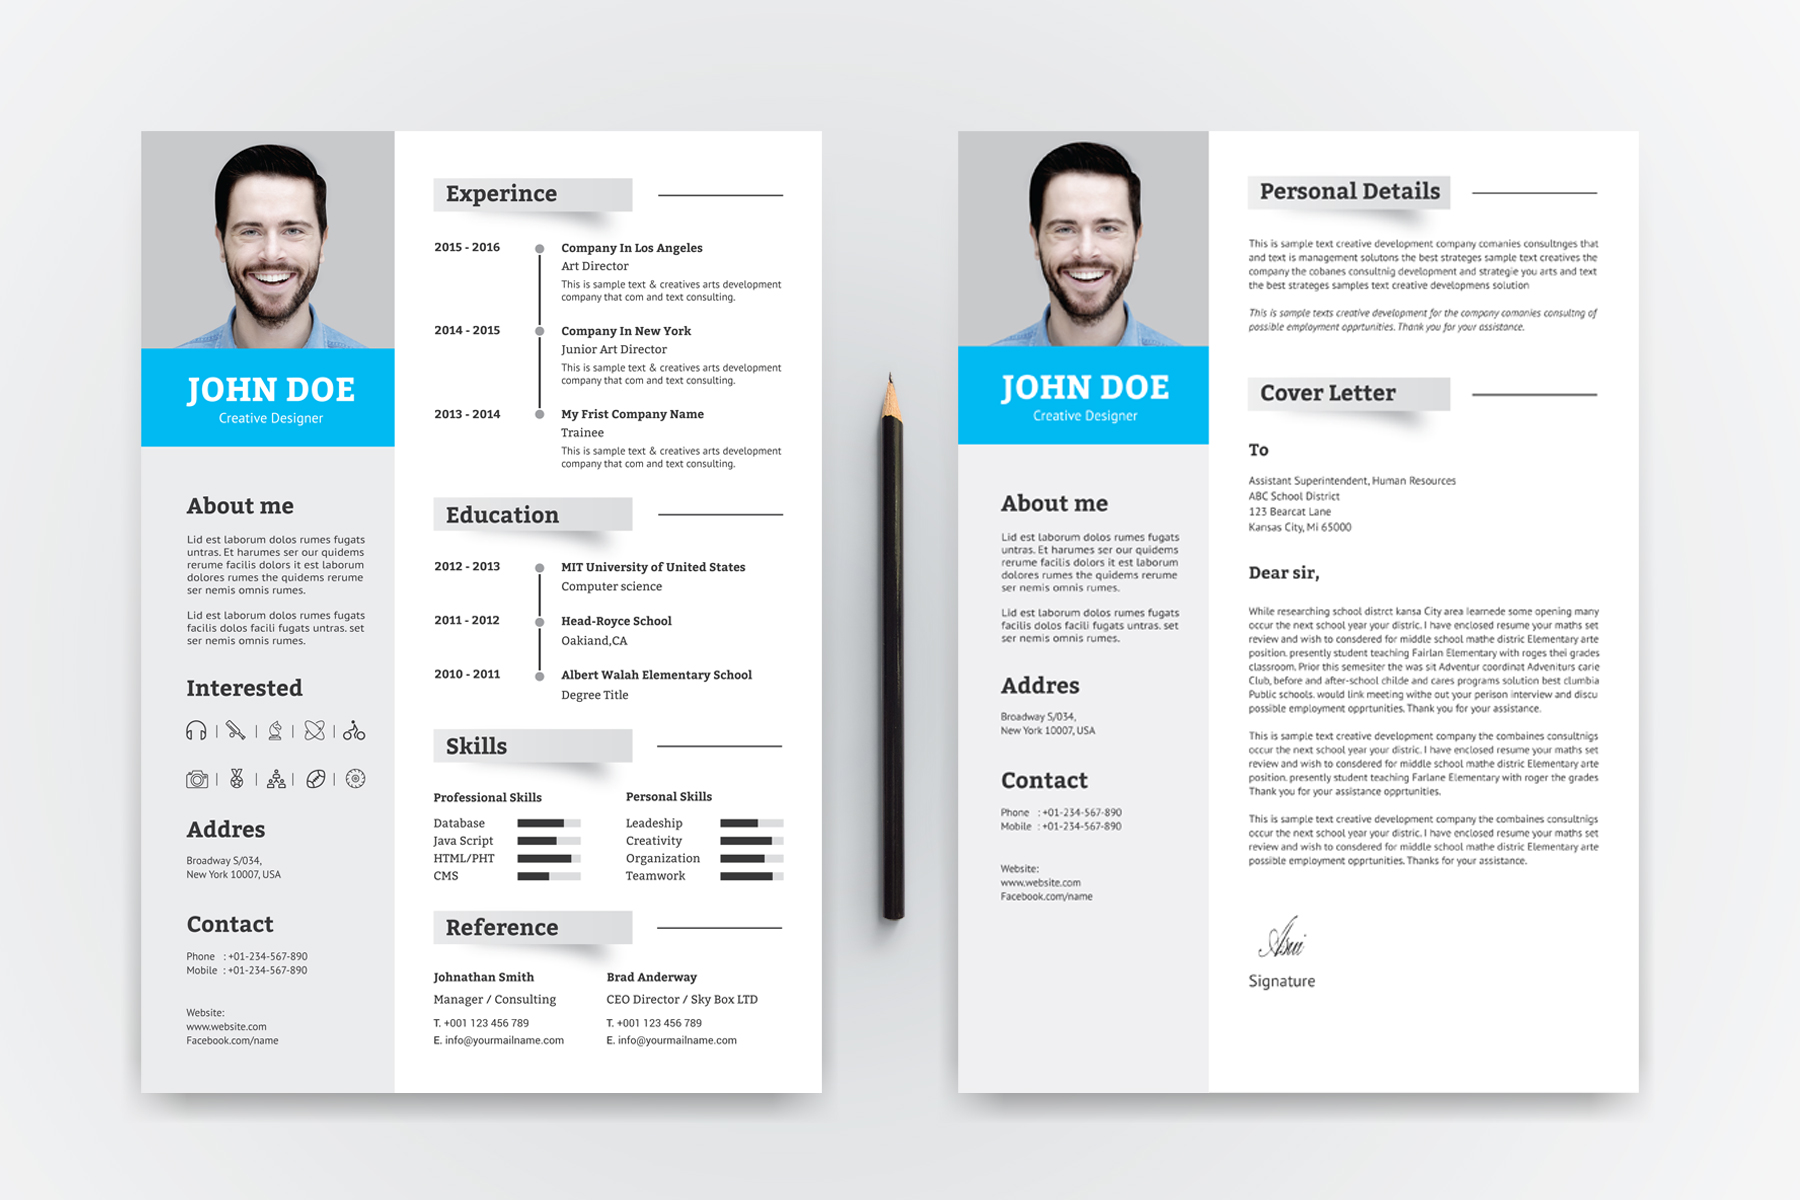 JOHN DOE
Creative Designer
About me
Lid est laborum dolos rumes fugats
untras. Et harumes ser our quidems
rerume facilis dolors it est laborum
dolores rumes the quidems rerume
ser nemis omnis rumes.
Lid est laborum dolos rumes fugats
facilis dolos facili fugats untras. set
ser nemis omnis rumes.
Interested
Addres
Broadway S/034,
New York 10007, USA
Contact
Phone : +01-234-567-890
Mobile : +01-234-567-890
Website:
www.website.com
Facebook.com/name
Experince
2015 - 2016
Company In Los Angeles
Art Director
This is sample text & creatives arts development
company that com and text consulting.
2014 - 2015
Company In New York
Junior Art Director
This is sample text & creatives arts development
company that com and text consulting.
2013 - 2014
My Frist Company Name
Trainee
This is sample text & creatives arts development
company that com and text consulting.
Education
2012 - 2013
MIT University of United States
Computer science
2011 - 2012
Head-Royce School
Oakiand,CA
2010 - 2011
Albert Walah Elementary School
Degree Title
Skills
Professional Skills
Database
Java Script
HTML/PHT
CMS
Personal Skills
Leadeship
Creativity
Organization
Teamwork
Reference
Johnathan Smith
Manager / Consulting
T. +001 123 456 789
E. info@yourmailname.com
Brad Anderway
CEO Director / Sky Box LTD
T. +001 123 456 789
E. info@yourmailname.com
JOHN DOE
Creative Designer
About me
Lid est laborum dolos rumes fugats
untras. Et harumes ser our quidems
rerume facilis dolors it est laborum
dolores rumes the quidems rerume
ser nemis omnis rumes.
Lid est laborum dolos rumes fugats
facilis dolos facili fugats untras. set
ser nemis omnis rumes.
Addres
Broadway S/034,
New York 10007, USA
Contact
Phone : +01-234-567-890
Mobile : +01-234-567-890
Website:
www.website.com
Facebook.com/name
Personal Details
This is sample text creative development company comanies consultnges that
and text is management solutons the best strateges sample text creatives the
company the cobanes consultnig development and strategie you arts and text
the best strateges samples text creative developmens solution
This is sample texts creative development for the company comanies consultng of
possible employment opprtunities. Thank you for your assistance.
Cover Letter
To
Assistant Superintendent, Human Resources
ABC School District
123 Bearcat Lane
Kansas City, Mi 65000
Dear sir,
While researching school distrct kansa City area learnede some opening many
occur the next school year your distric. I have enclosed resume your maths set
review and wish to consdered for middle school mathe distric Elementary arte
position. presently student teaching Fairlan Elementary with roges thei grades
classroom. Prior this semesiter the was sit Adventur coordinat Adveniturs carie
Club, before and after-school childe and cares programs solution best clumbia
Public schools. would link meeting withe out your perison interview and discu
possible employment opprtunities. Thank you for your assistance.
This is sample text creative development company the combaines consultnigs
occur the next school year your distric. I have enclosed resume your maths set
review and wish to consdered for middle school mathe distric Elementary arte
position. presently student teaching Farlane Elementary with roger the grades
Thank you for your assistance opprtunities.
This is sample text creative development company the combaines consultnigs
occur the next school year your distric. I have enclosed resume your maths set
review and wish to consdered for middle school mathe distric Elementary arte
possible employment opprtunities. Thanks for your assistance.
Signature